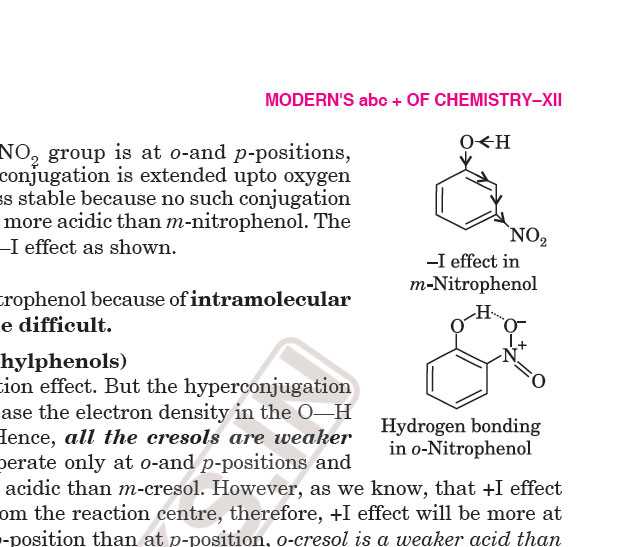 MODERN'S abc + OF CHEMISTRY–XII
NO2 group is at o-and p-positions,
conjugation is extended upto oxygen
ss stable because no such conjugation
more acidic than m-nitrophenol. The
–I effect as shown.
O H
NO2
–I effect in
m-Nitrophenol
trophenol because of intramolecular
e difficult.
H
O O–
N+
O
Hydrogen bonding
in o-Nitrophenol
hylphenols)
tion effect. But the hyperconjugation
ase the electron density in the O—H
Hence, all the cresols are weaker
perate only at o-and p-positions and
acidic than m-cresol. However, as we know, that +I effect
om the reaction centre, therefore, +I effect will be more at
o-position than at p-position, o-cresol is a weaker acid than